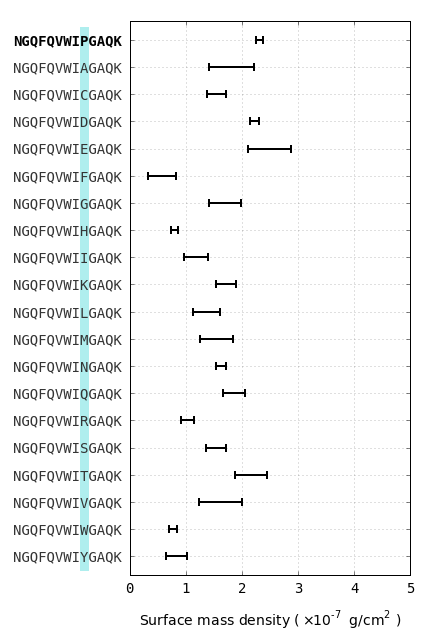 NGQFQVWIPGAQK
NGQFQVWIAGAQK
NGQFQVWICGAQK
NGQFQVWIDGAQK
NGQFQVWIEGAQK
NGQFQVWIFGAQK
NGQFQVWIGGAQK
NGQFQVWIHGAQK
NGQFQVWIIGAQK
NGQFQVWIKGAQK
NGQFQVWILGAQK
NGQFQVWIMGAQK
NGQFQVWINGAQK
NGQFQVWIQGAQK
NGQFQVWIRGAQK
NGQFQVWISGAQK
NGQFQVWITGAQK
NGQFQVWIVGAQK
NGQFQVWIWGAQK
NGQFQVWIYGAQK
0 1 2 3 4 5
Surface mass density ( ×10⁻⁷ g/cm² )